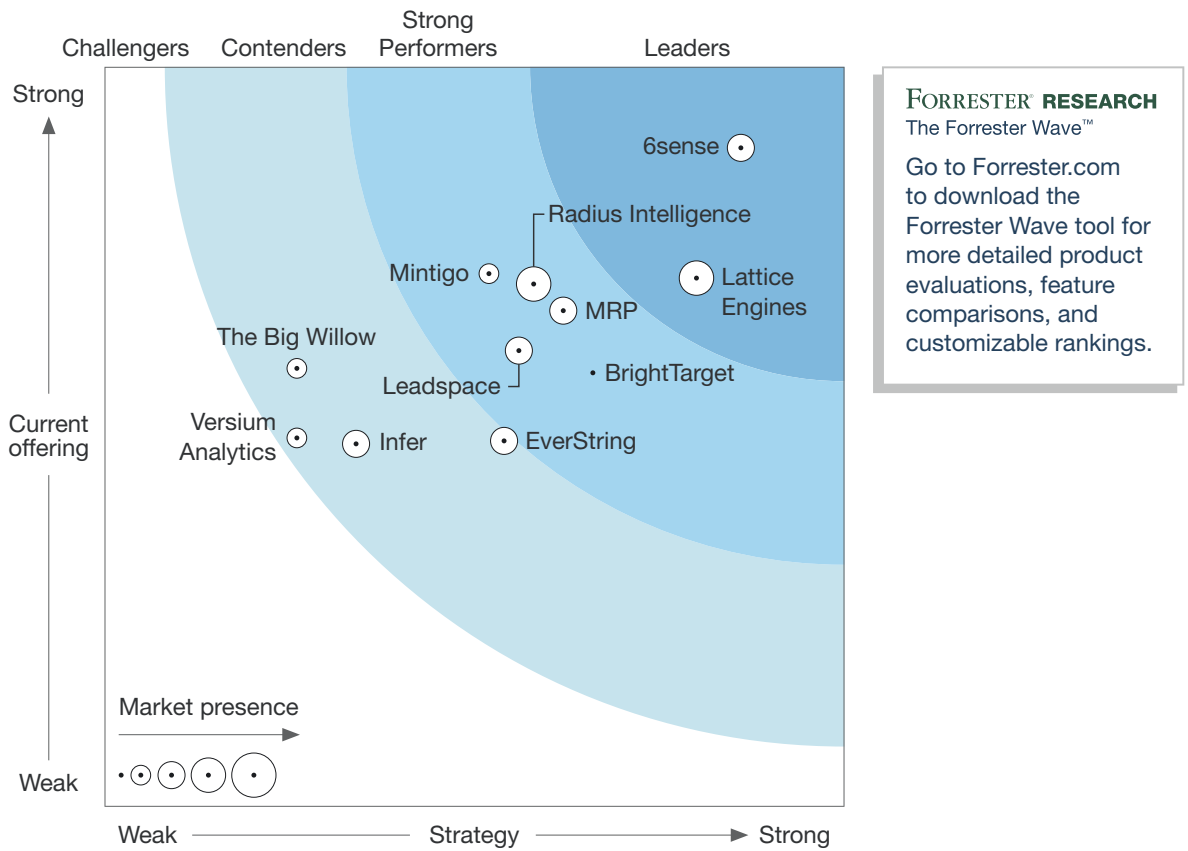 Strong
Performers
Challengers
Contenders
Leaders
Strong
Current
offering
Weak
6sense
Radius Intelligence
Mintigo
Lattice
Engines
MRP
The Big Willow
Leadspace
BrightTarget
Versium
Analytics
Infer
EverString
Market presence
Weak
Strategy
Strong
FORRESTER® RESEARCH
The Forrester Wave™
Go to Forrester.com
to download the
Forrester Wave tool for
more detailed product
evaluations, feature
comparisons, and
customizable rankings.